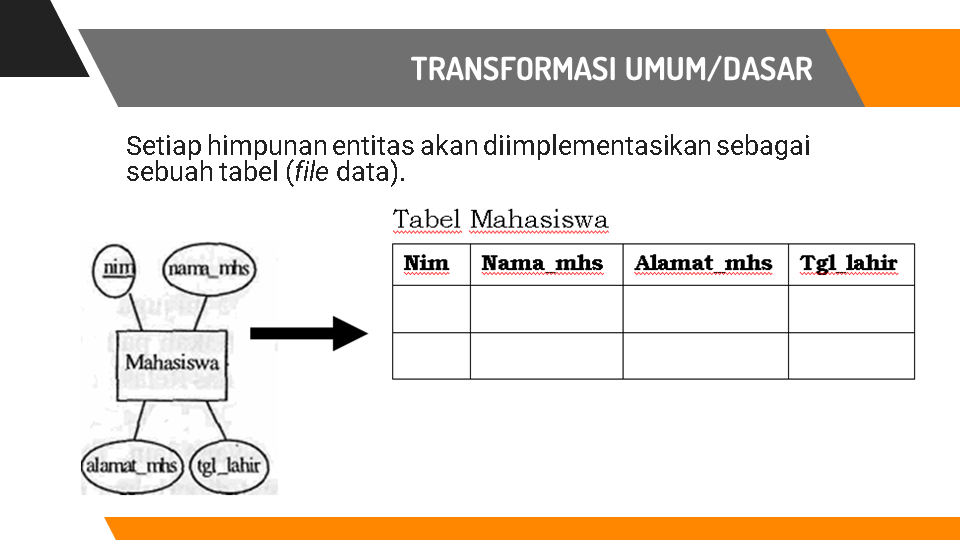 TRANSFORMASI UMUM/DASAR
Setiap himpunan entitas akan diimplementasikan sebagai
sebuah tabel (file data).
Tabel Mahasiswa
Nim Nama_mhs Alamat_mhs Tgl_lahir
nim nama_mhs
Mahasiswa
alamat_mhs tgl_lahir